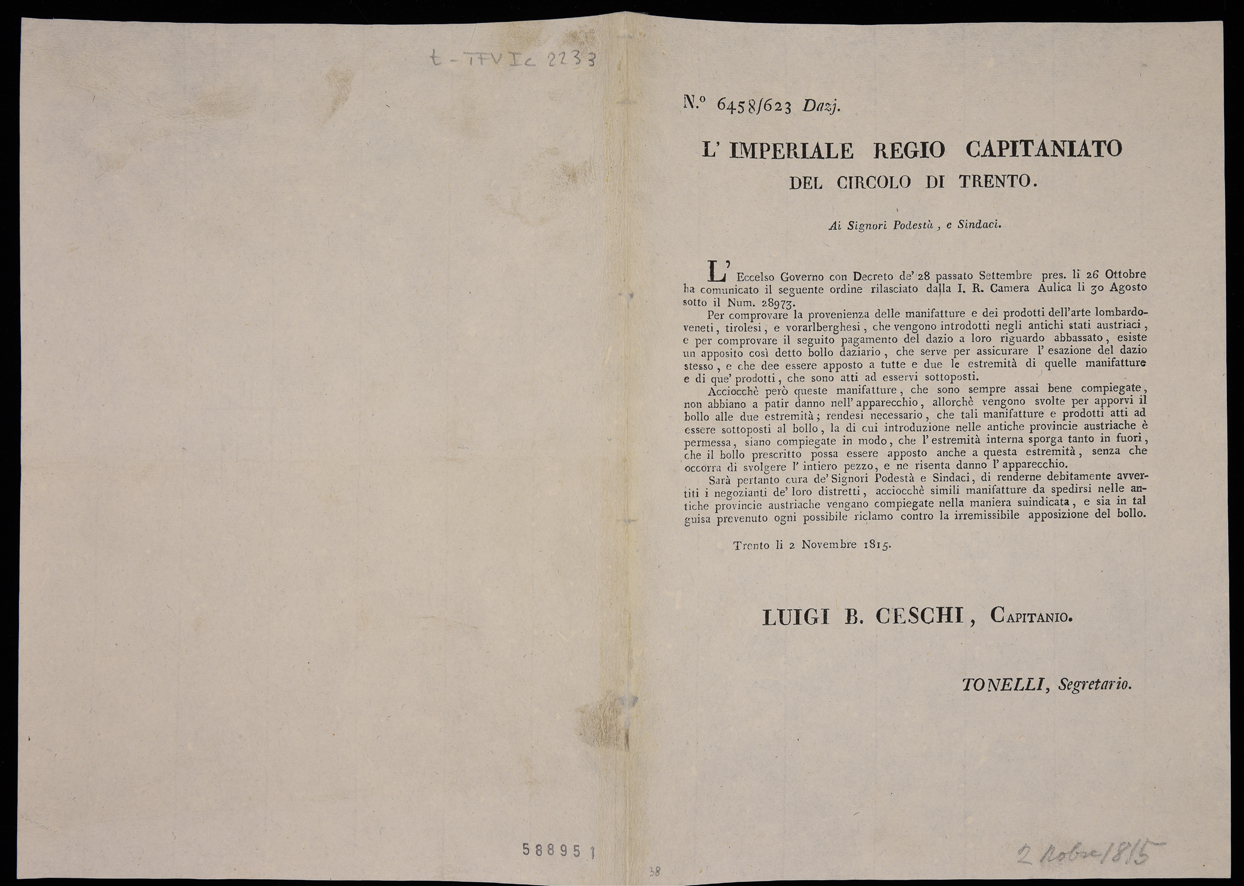 t - TFV Ic 2233
N.º 6458/623 Dazj.
L' IMPERIALE REGIO CAPITANIATO
DEL CIRCOLO DI TRENTO.
Ai Signori Podestà, e Sindaci.
L' Eccelso Governo con Decreto de' 28 passato Settembre pres. li 26 Ottobre
ha comunicato il seguente ordine rilasciato dalla I. R. Camera Aulica li 30 Agosto
sotto il Num. 28973.
Per comprovare la provenienza delle manifatture e dei prodotti dell'arte lombardo-
veneti, tirolesi, e vorarlberghesi, che vengono introdotti negli antichi stati austriaci,
e per comprovare il seguito pagamento del dazio a loro riguardo abbassato, esiste
un apposito così detto bollo daziario, che serve per assicurare l' esazione del dazio
stesso, e che dee essere apposto a tutte e due le estremità di quelle manifatture
e di que' prodotti, che sono atti ad esservi sottoposti.
Acciocchè però queste manifatture, che sono sempre assai bene compiegate,
non abbiano a patir danno nell' apparecchio, allorchè vengono svolte per apporvi il
bollo alle due estremità; rendesi necessario, che tali manifatture e prodotti atti ad
essere sottoposti al bollo, la di cui introduzione nelle antiche provincie austriache è
permessa, siano compiegate in modo, che l' estremità interna sporga tanto in fuori,
che il bollo prescritto possa essere apposto anche a questa estremità, senza che
occorra di svolgere l' intiero pezzo, e ne risenta danno l' apparecchio.
Sarà pertanto cura de' Signori Podestà e Sindaci, di renderne debitamente avver-
titi i negozianti de' loro distretti, acciocchè simili manifatture da spedirsi nelle an-
tiche provincie austriache vengano compiegate nella maniera suindicata, e sia in tal
guisa prevenuto ogni possibile riclamo contro la irremissibile apposizione del bollo.
Trento li 2 Novembre 1815.
LUIGI B. CESCHI, CAPITANIO.
TONELLI, Segretario.
588951
38
2 9obre 1815